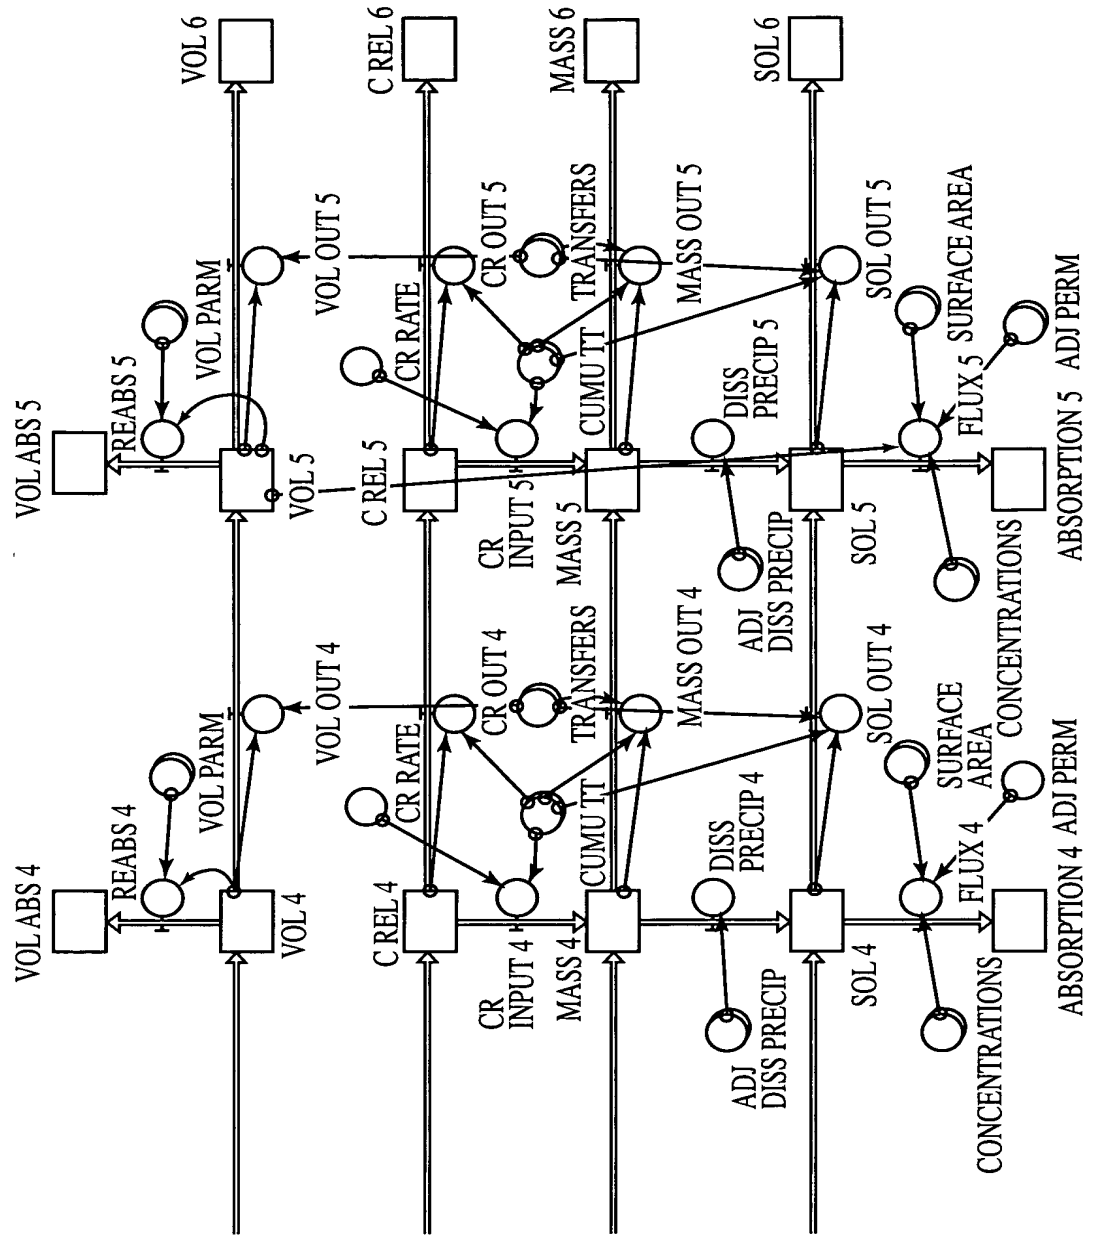 VOL ABS 4
REABS 4
VOL PARM
VOL 4
VOL OUT 4
C REL 4
CR RATE
CR OUT 4
CR
INPUT 4
TRANSFERS
MASS 4
CUMU TT
MASS OUT 4
ADJ
DISS PRECIP
DISS
PRECIP 4
SOL 4
SOL OUT 4
SURFACE
AREA
FLUX 4
CONCENTRATIONS
ABSORPTION 4
ADJ PERM
VOL ABS 5
REABS 5
VOL PARM
VOL 5
VOL OUT 5
VOL 6
C REL 5
CR RATE
CR OUT 5
C REL 6
CR
INPUT 5
TRANSFERS
MASS 5
CUMU TT
MASS OUT 5
MASS 6
ADJ
DISS PRECIP
DISS
PRECIP 5
SOL 5
SOL OUT 5
SOL 6
SURFACE AREA
FLUX 5
CONCENTRATIONS
ABSORPTION 5
ADJ PERM